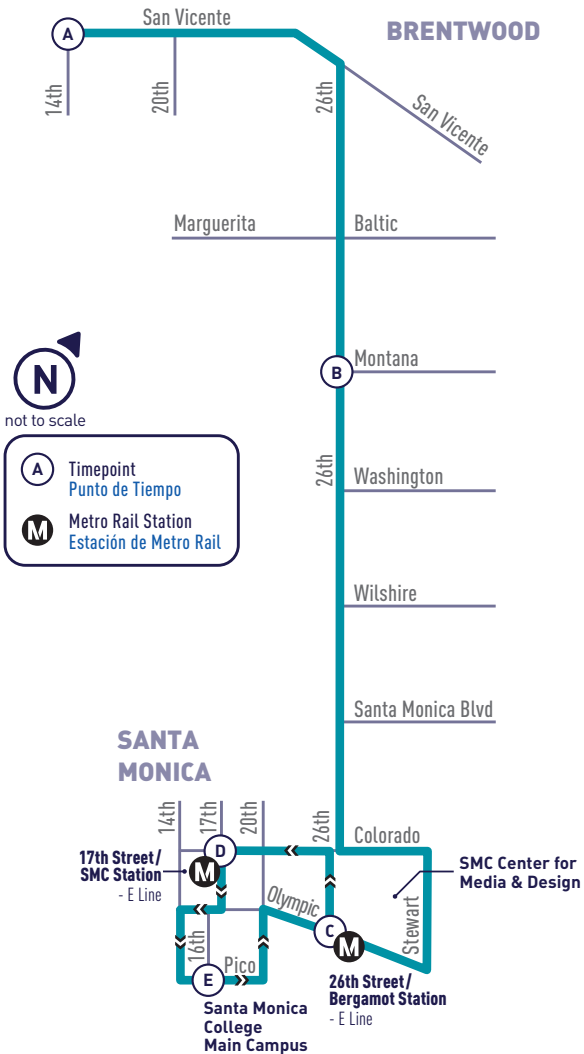 San Vicente
BRENTWOOD
A
14th
20th
26th
San Vicente
Marguerita
Baltic
N
not to scale
B
Montana
A
Timepoint
Punto de Tiempo
M
Metro Rail Station
Estación de Metro Rail
26th
Washington
Wilshire
Santa Monica Blvd
SANTA
MONICA
14th
17th
20th
26th
Colorado
D
17th Street/
SMC Station
- E Line
M
SMC Center for
Media & Design
Olympic
Stewart
C
M
16th
Pico
E
26th Street/
Bergamot Station
- E Line
Santa Monica
College
Main Campus